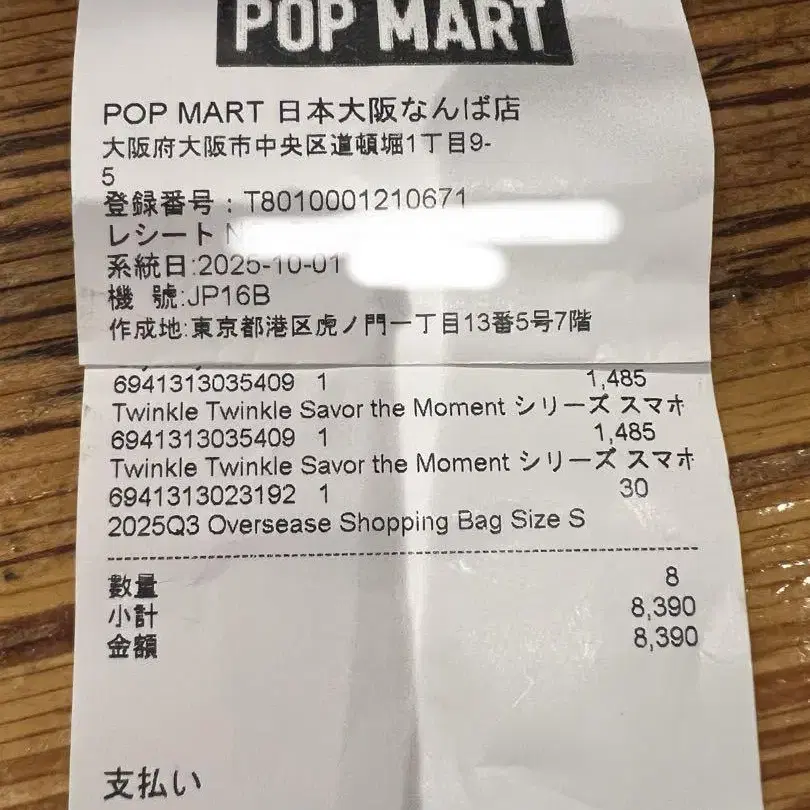 POP MART
POP MART 日本大阪なんば店
大阪府大阪市中央区道頓堀1丁目9-
5
登録番号：T8010001210671
レシート N
系統日:2025-10-01
機 號:JP16B
作成地:東京都港区虎ノ門一丁目13番5号7階
6941313035409 1 1,485
Twinkle Twinkle Savor the Moment シリーズ スマホ
6941313035409 1 1,485
Twinkle Twinkle Savor the Moment シリーズ スマホ
6941313023192 1 30
2025Q3 Oversease Shopping Bag Size S
數量 8
小計 8,390
金額 8,390
支払い